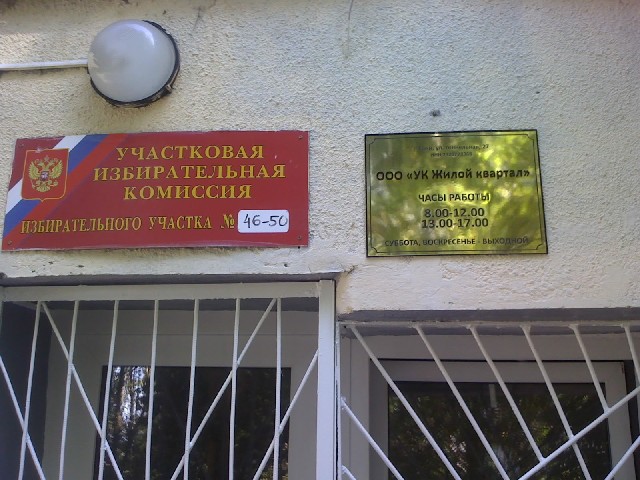 УЧАСТКОВАЯ
ИЗБИРАТЕЛЬНАЯ
КОМИССИЯ
ИЗБИРАТЕЛЬНОГО УЧАСТКА № 46-50
ООО «УК Жилой квартал»
ЧАСЫ РАБОТЫ
8.00-12.00
13.00-17.00
СУББОТА, ВОСКРЕСЕНЬЕ - ВЫХОДНОЙ